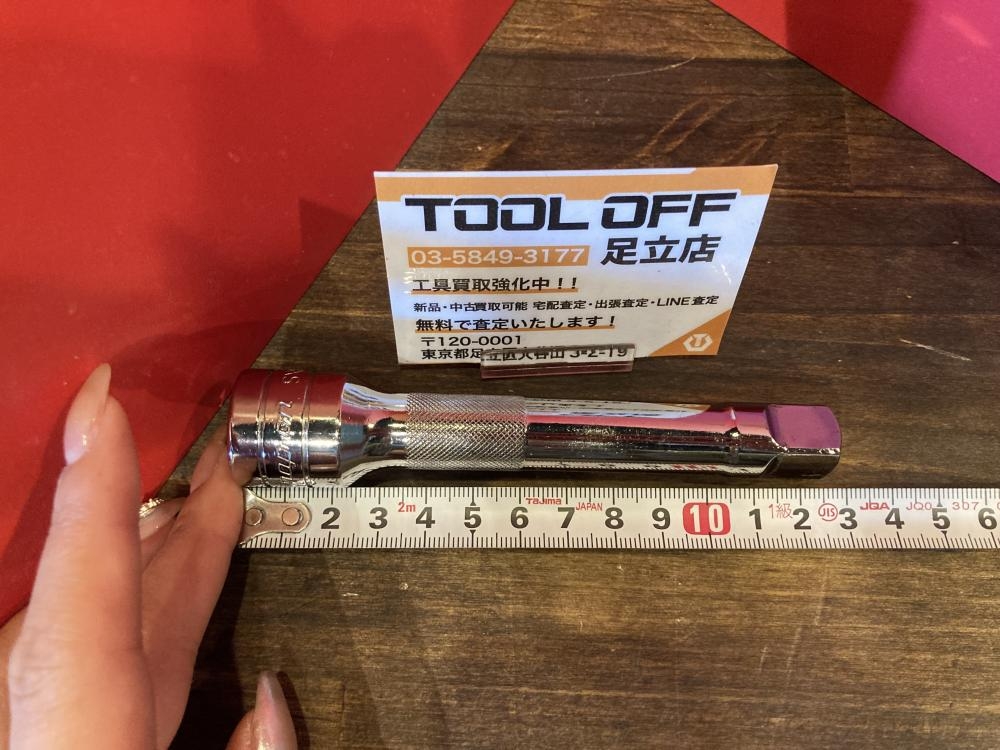 TOOL OFF
03-5849-3177 足立店
工具買取強化中!!
新品・中古買取可能 宅配査定・出張査定・LINE査定
無料で査定いたします!
〒120-0001
東京都足立区大谷田 3-2-19
T
2 3 2m 4 5 6 Tajima 7 JAPAN 8 9 10 1 1級 2 JIS 3 JQA 4 5 6